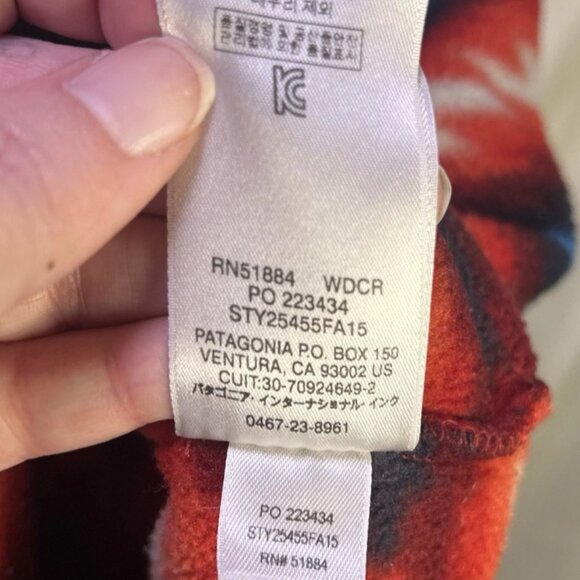 제외
RN51884 WDCR
PO 223434
STY25455FA15
PATAGONIA P.O. BOX 150
VENTURA, CA 93002 US
CUIT:30-70924649-2
パタゴニア・インターナショナル・インク
0467-23-8961
PO 223434
STY25455FA15
RN# 51884